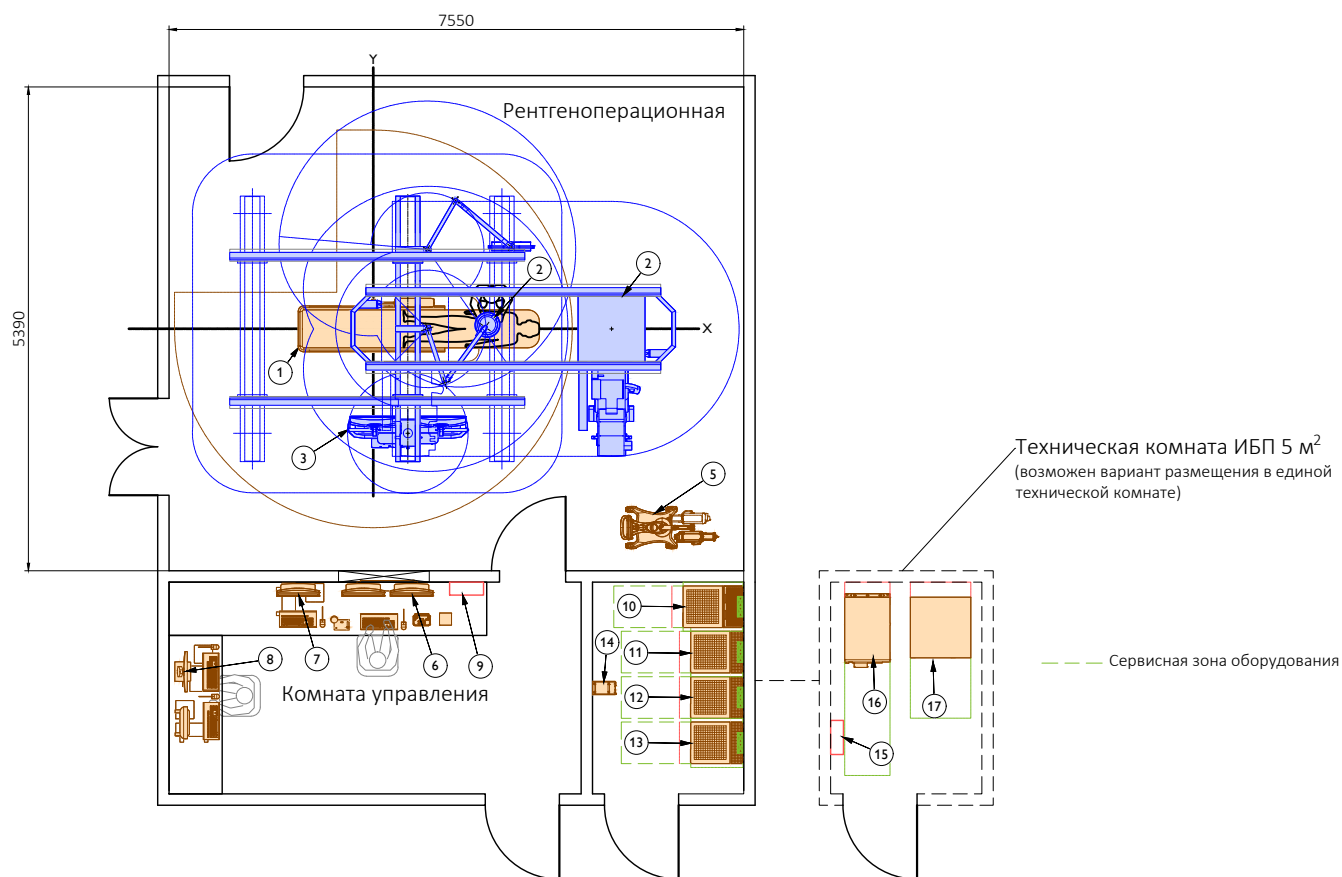 7550
Y
Рентгеноперационная
5390
2
2
X
1
3
5
Техническая комната ИБП 5 м²
(возможен вариант размещения в единой
технической комнате)
10
14
11
8
7
6
9
Сервисная зона оборудования
Комната управления
12
16
17
13
15